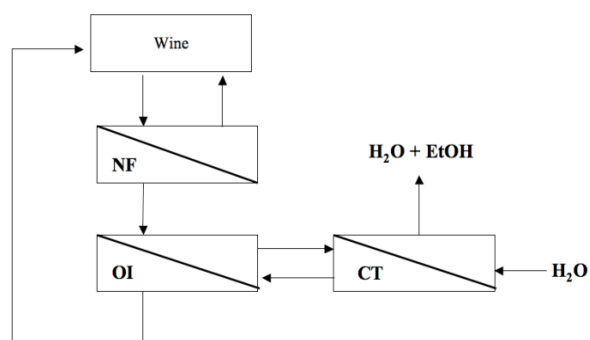 Wine
NF
H₂O + EtOH
OI
CT
H₂O